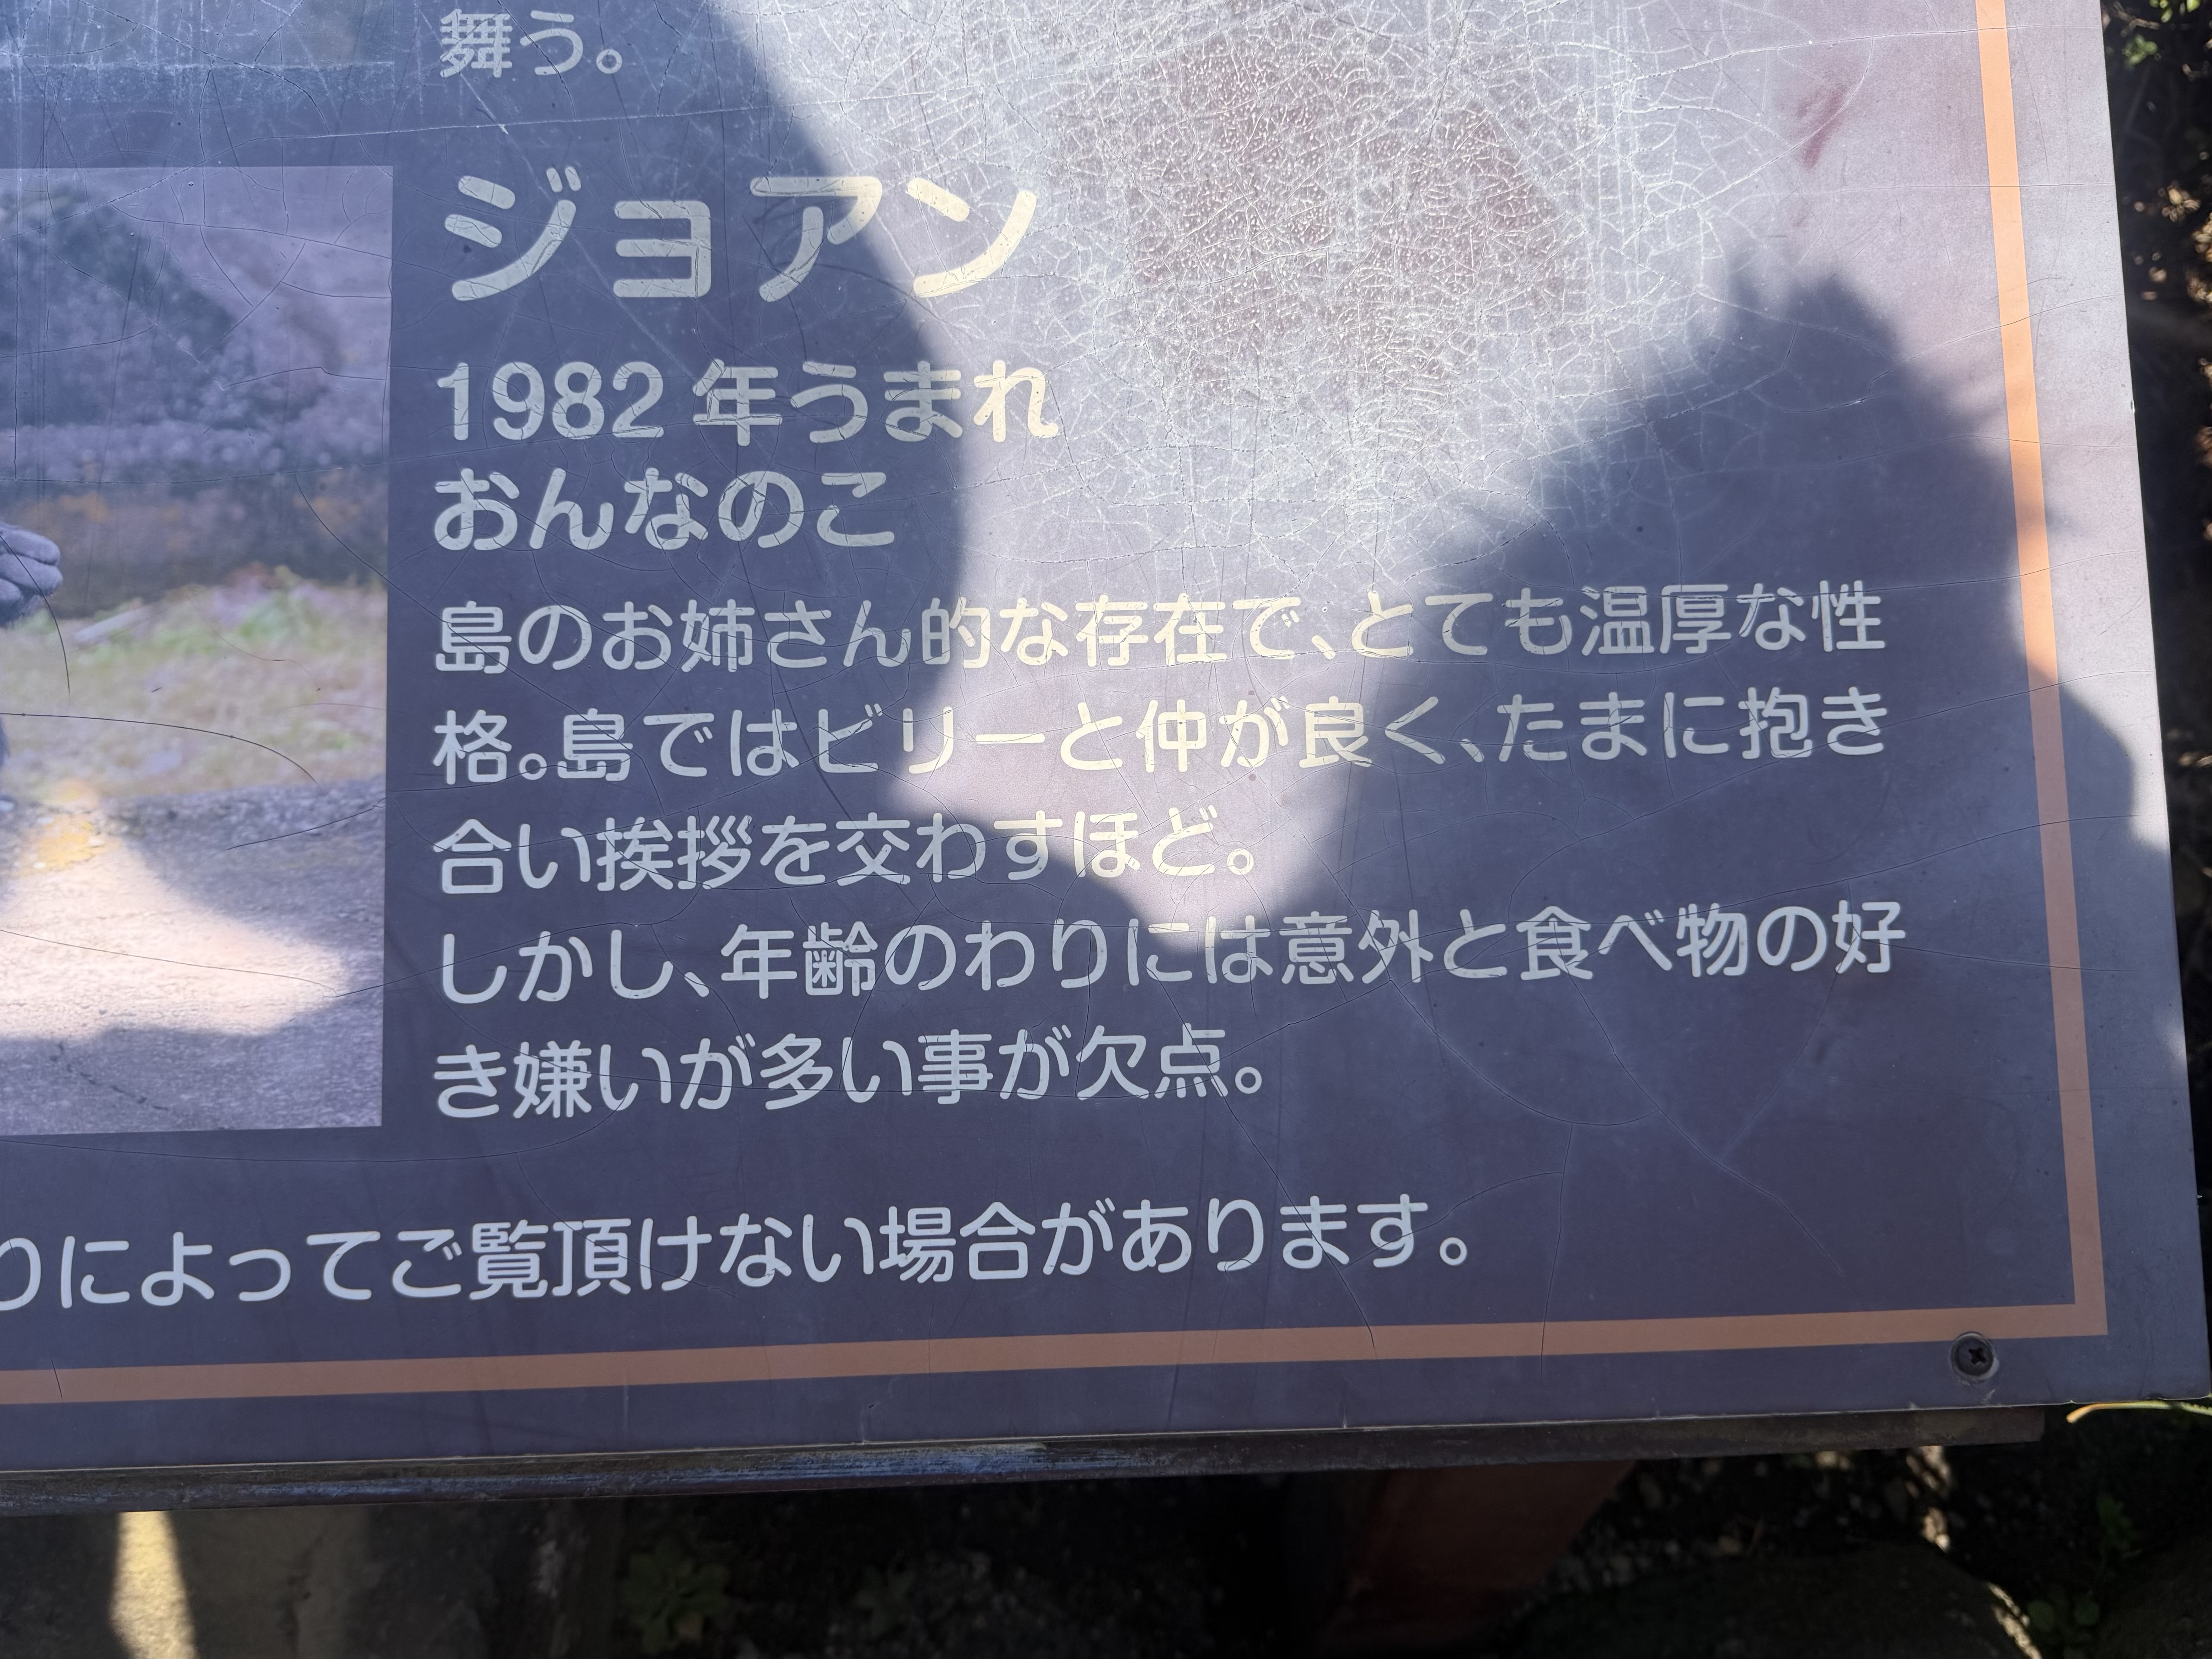 舞う。
ジョアン
1982年うまれ
おんなのこ
島のお姉さん的な存在で、とても温厚な性
格。島ではビリーと仲が良く、たまに抱き
合い挨拶を交わすほど。
しかし、年齢のわりには意外と食べ物の好
き嫌いが多い事が欠点。
りによってご覧頂けない場合があります。